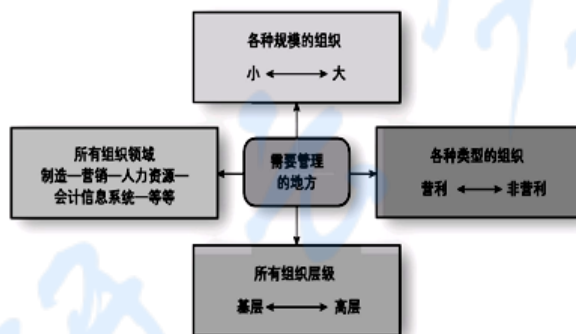 各种规模的组织
小 ⟷ 大
所有组织领域
制造—营销—人力资源—
会计信息系统—等等
需要管理
的地方
各种类型的组织
营利 ⟷ 非营利
所有组织层级
基层 ⟷ 高层